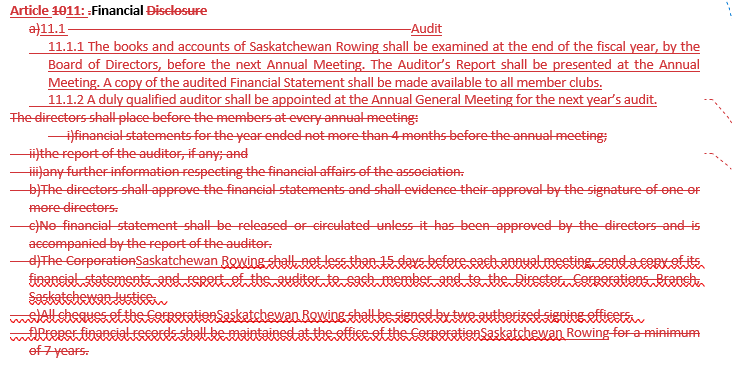 Article 1011: .Financial Disclosure
a)11.1 Audit
11.1.1 The books and accounts of Saskatchewan Rowing shall be examined at the end of the fiscal year, by the
Board of Directors, before the next Annual Meeting. The Auditor's Report shall be presented at the Annual
Meeting. A copy of the audited Financial Statement shall be made available to all member clubs.
11.1.2 A duly qualified auditor shall be appointed at the Annual General Meeting for the next year's audit.
The directors shall place before the members at every annual meeting:
i)financial statements for the year ended not more than 4 months before the annual meeting;
ii)the report of the auditor, if any; and
iii)any further information respecting the financial affairs of the association.
b)The directors shall approve the financial statements and shall evidence their approval by the signature of one or
more directors.
c)No financial statement shall be released or circulated unless it has been approved by the directors and is
accompanied by the report of the auditor.
d)The CorporationSaskatchewan Rowing shall, not less than 15 days before each annual meeting, send a copy of its
financial statements and report of the auditor to each member and to the Director, Corporations Branch,
Saskatchewan Justice.
e)All cheques of the CorporationSaskatchewan Rowing shall be signed by two authorized signing officers.
f)Proper financial records shall be maintained at the office of the CorporationSaskatchewan Rowing for a minimum
of 7 years.